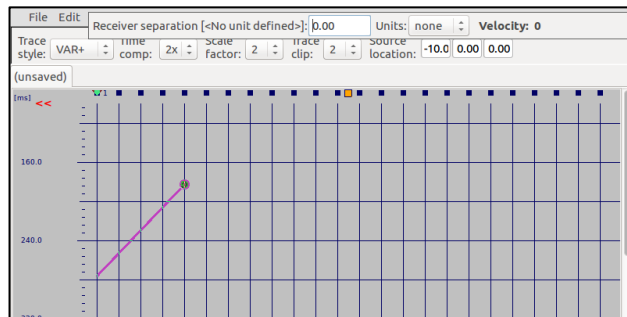 File Edit
Receiver separation [<No unit defined>]: 0.00 Units: none Velocity: 0
Trace style: VAR+ Time comp: 2x Scale factor: 2 Trace clip: 2 Source location: -10.0 0.00 0.00
(unsaved)
[ms]
<<
160.0
240.0